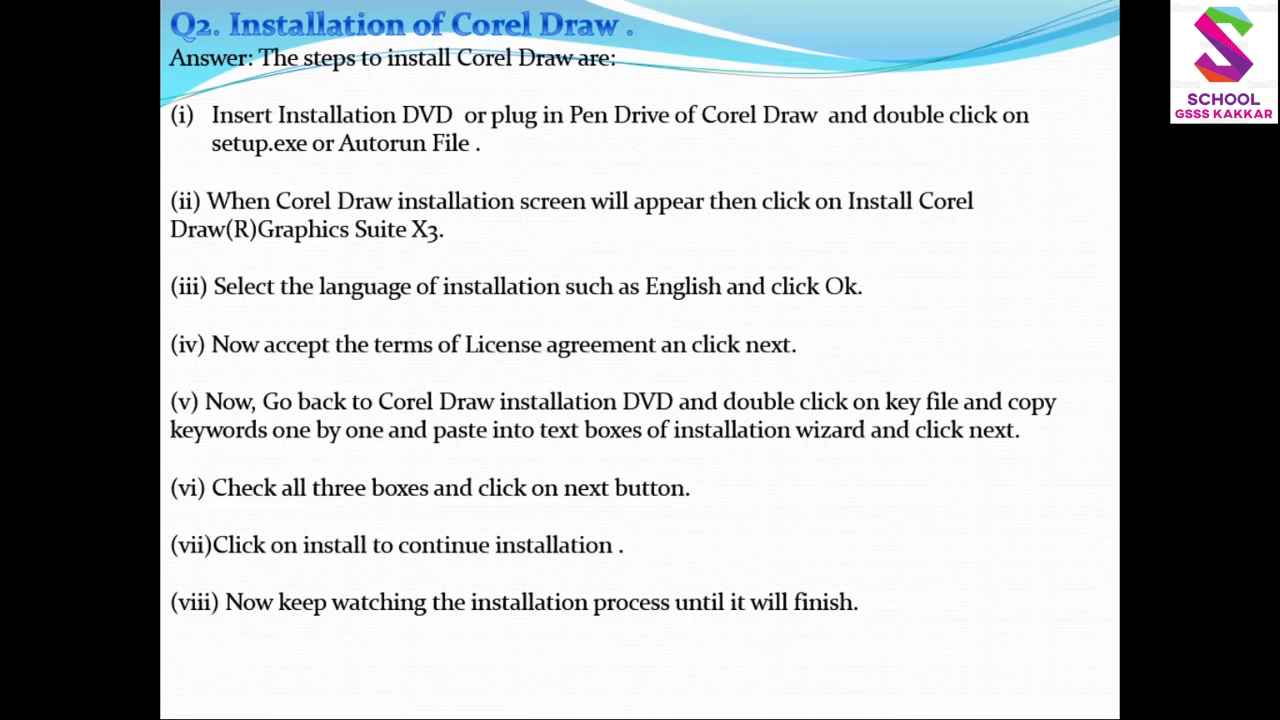 Q2. Installation of Corel Draw .
Answer: The steps to install Corel Draw are:
(i) Insert Installation DVD or plug in Pen Drive of Corel Draw and double click on
setup.exe or Autorun File .
(ii) When Corel Draw installation screen will appear then click on Install Corel
Draw(R)Graphics Suite X3.
(iii) Select the language of installation such as English and click Ok.
(iv) Now accept the terms of License agreement an click next.
(v) Now, Go back to Corel Draw installation DVD and double click on key file and copy
keywords one by one and paste into text boxes of installation wizard and click next.
(vi) Check all three boxes and click on next button.
(vii)Click on install to continue installation .
(viii) Now keep watching the installation process until it will finish.
SCHOOL
GSSS KAKKAR